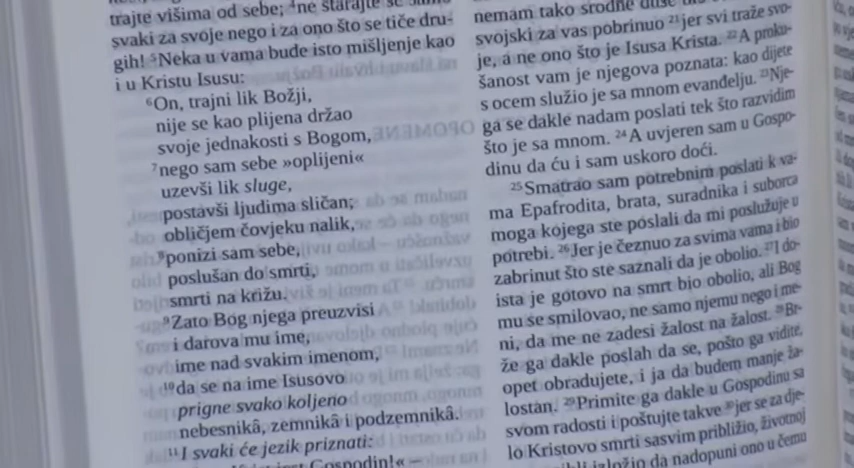 trajte višima od sebe; ⁴ne starajte se samo
svaki za svoje nego i za ono što se tiče dru-
gih! ⁵Neka u vama bude isto mišljenje kao
i u Kristu Isusu:
⁶On, trajni lik Božji,
nije se kao plijena držao
svoje jednakosti s Bogom,
⁷nego sam sebe »oplijeni«
uzevši lik sluge,
postavši ljudima sličan;
obličjem čovjeku nalik,
⁸ponizi sam sebe,
poslušan do smrti,
smrti na križu.
⁹Zato Bog njega preuzvisi
i darova mu ime,
ime nad svakim imenom,
¹⁰da se na ime Isusovo
prigne svako koljeno
nebesnikâ, zemnikâ i podzemnikâ.
¹¹I svaki će jezik priznati:
Gospodin!« –
nemam tako srodne duše
svojski za vas pobrinuo ²¹jer svi traže svo-
je, a ne ono što je Isusa Krista. ²²A proku-
šanost vam je njegova poznata: kao dijete
s ocem služio je sa mnom evanđelju. ²³Nje-
ga se dakle nadam poslati tek što razvidim
što je sa mnom. ²⁴A uvjeren sam u Gospo-
dinu da ću i sam uskoro doći.
²⁵Smatrao sam potrebnim poslati k va-
ma Epafrodita, brata, suradnika i suborca
moga kojega ste poslali da mi poslužuje u
potrebi. ²⁶Jer je čeznuo za svima vama i bio
zabrinut što ste saznali da je obolio. ²⁷I do-
ista je gotovo na smrt bio obolio, ali Bog
mu se smilovao, ne samo njemu nego i me-
ni, da me ne zadesi žalost na žalost. ²⁸Br-
že ga dakle poslah da se, pošto ga vidite,
opet obradujete, i ja da budem manje ža-
lostan. ²⁹Primite ga dakle u Gospodinu sa
svom radosti i poštujte takve ³⁰jer se za dje-
lo Kristovo smrti sasvim približio, životnoj
izložio da nadopuni ono u čemu